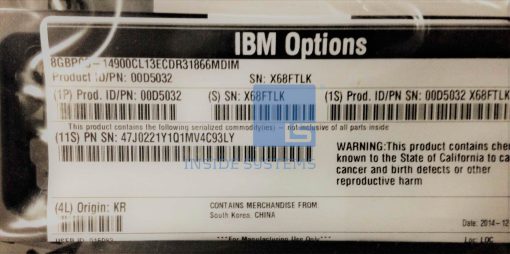 IBM Options
8GBPC3-14900CL13ECDR31866MDIM
Product ID/PN: 00D5032 SN: X68FTLK
(1P) Prod. ID/PN: 00D5032 (S) SN: X68FTLK (1S) Prod. ID/PN SN: 00D5032 X68FTLK
This product contains the following serialized commodity(ies) - not inclusive of all parts inside
(11S) PN SN: 47J0221Y1Q1MV4C93LY
WARNING:This product contains
known to the State of California to
cancer and birth defects or other
reproductive harm
INSIDE SYSTEMS
(4L) Origin: KR
CONTAINS MERCHANDISE FROM
South Korea, CHINA
Date: 2014-12
***For Manufacturing Use Only***
Loc: LOC